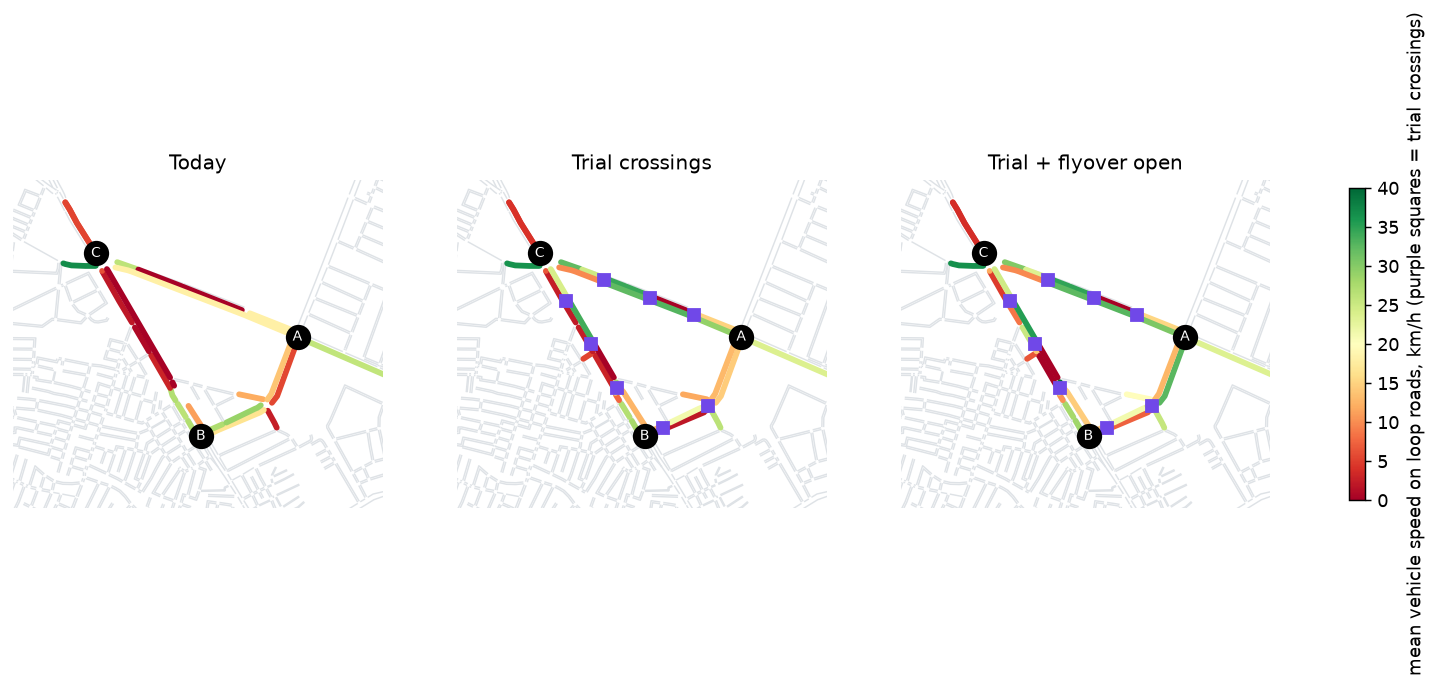 Today
Trial crossings
Trial + flyover open
C
A
B
C
A
B
C
A
B
40
35
30
25
20
15
10
5
0
mean vehicle speed on loop roads, km/h (purple squares = trial crossings)